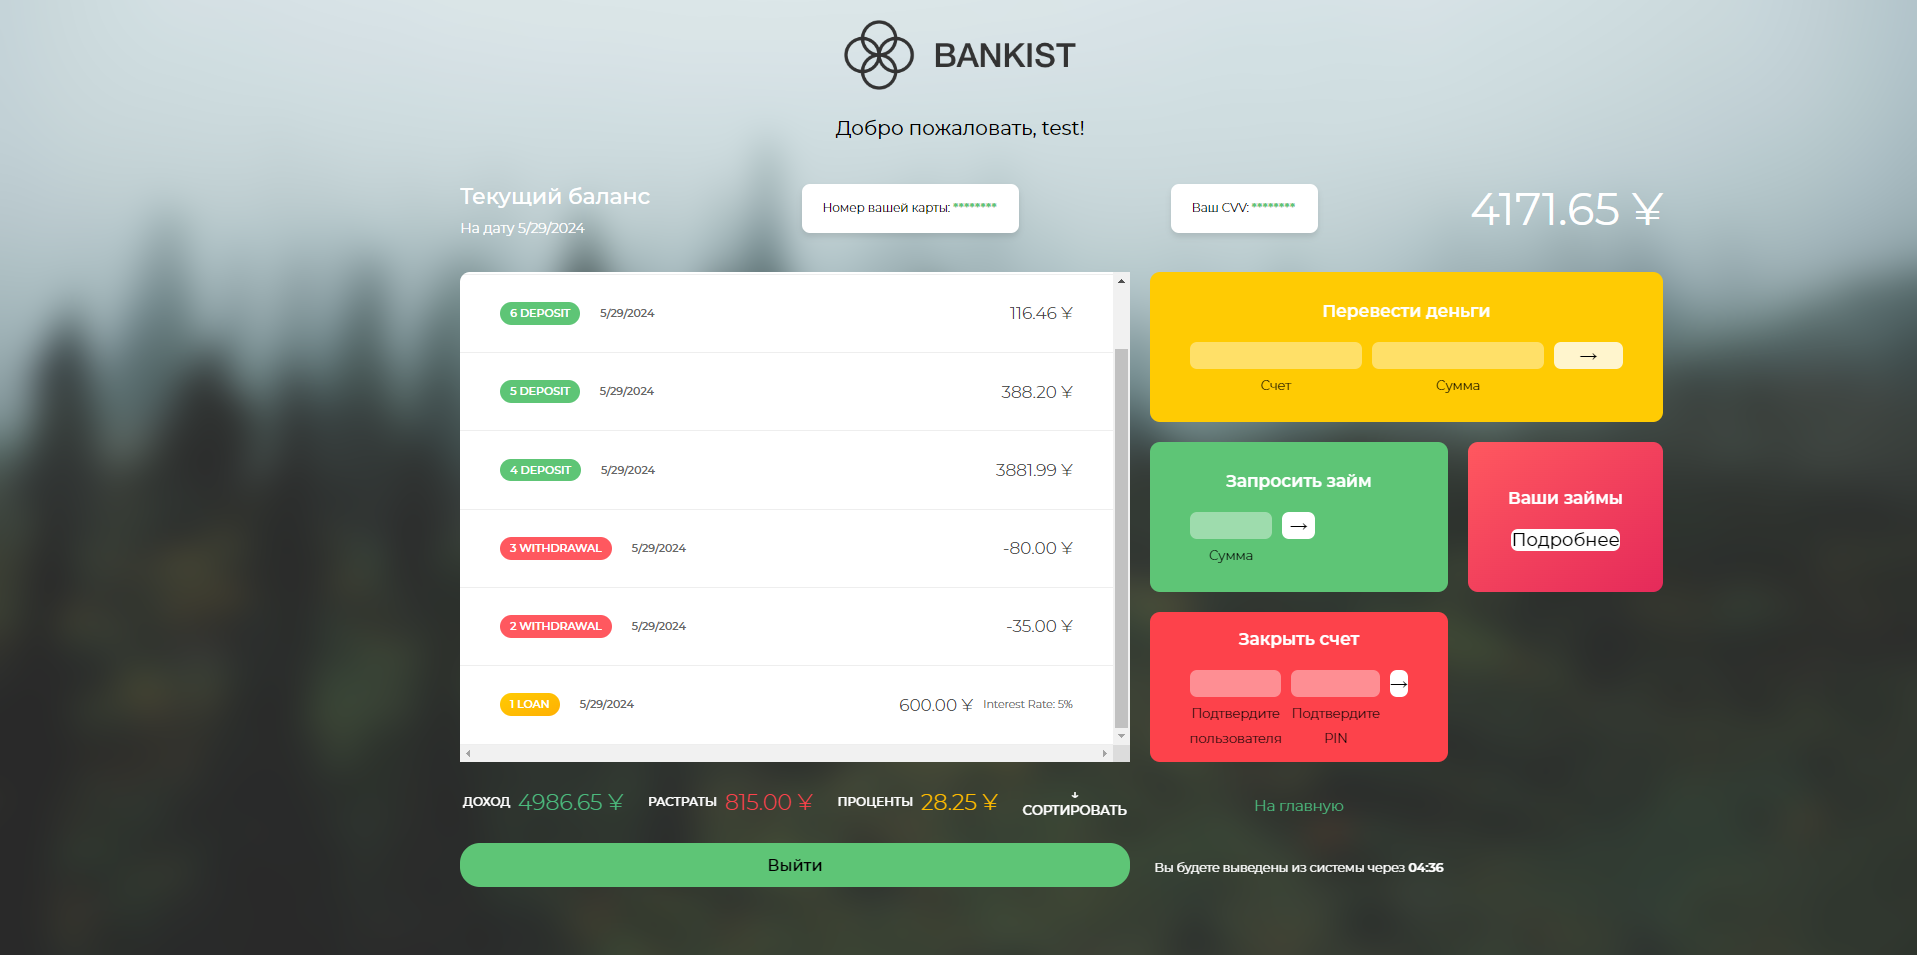 BANKIST
Добро пожаловать, test!
Текущий баланс
На дату 5/29/2024
Номер вашей карты: ********
Ваш CVV: ********
4171.65 ¥
6 DEPOSIT 5/29/2024 116.46 ¥
5 DEPOSIT 5/29/2024 388.20 ¥
4 DEPOSIT 5/29/2024 3881.99 ¥
3 WITHDRAWAL 5/29/2024 -80.00 ¥
2 WITHDRAWAL 5/29/2024 -35.00 ¥
1 LOAN 5/29/2024 600.00 ¥ Interest Rate: 5%
Перевести деньги
→
Счет Сумма
Запросить займ
→
Сумма
Ваши займы
Подробнее
Закрыть счет
→
Подтвердите пользователя
Подтвердите PIN
ДОХОД 4986.65 ¥ РАСТРАТЫ 815.00 ¥ ПРОЦЕНТЫ 28.25 ¥
↓
СОРТИРОВАТЬ
На главную
Выйти
Вы будете выведены из системы через 04:36